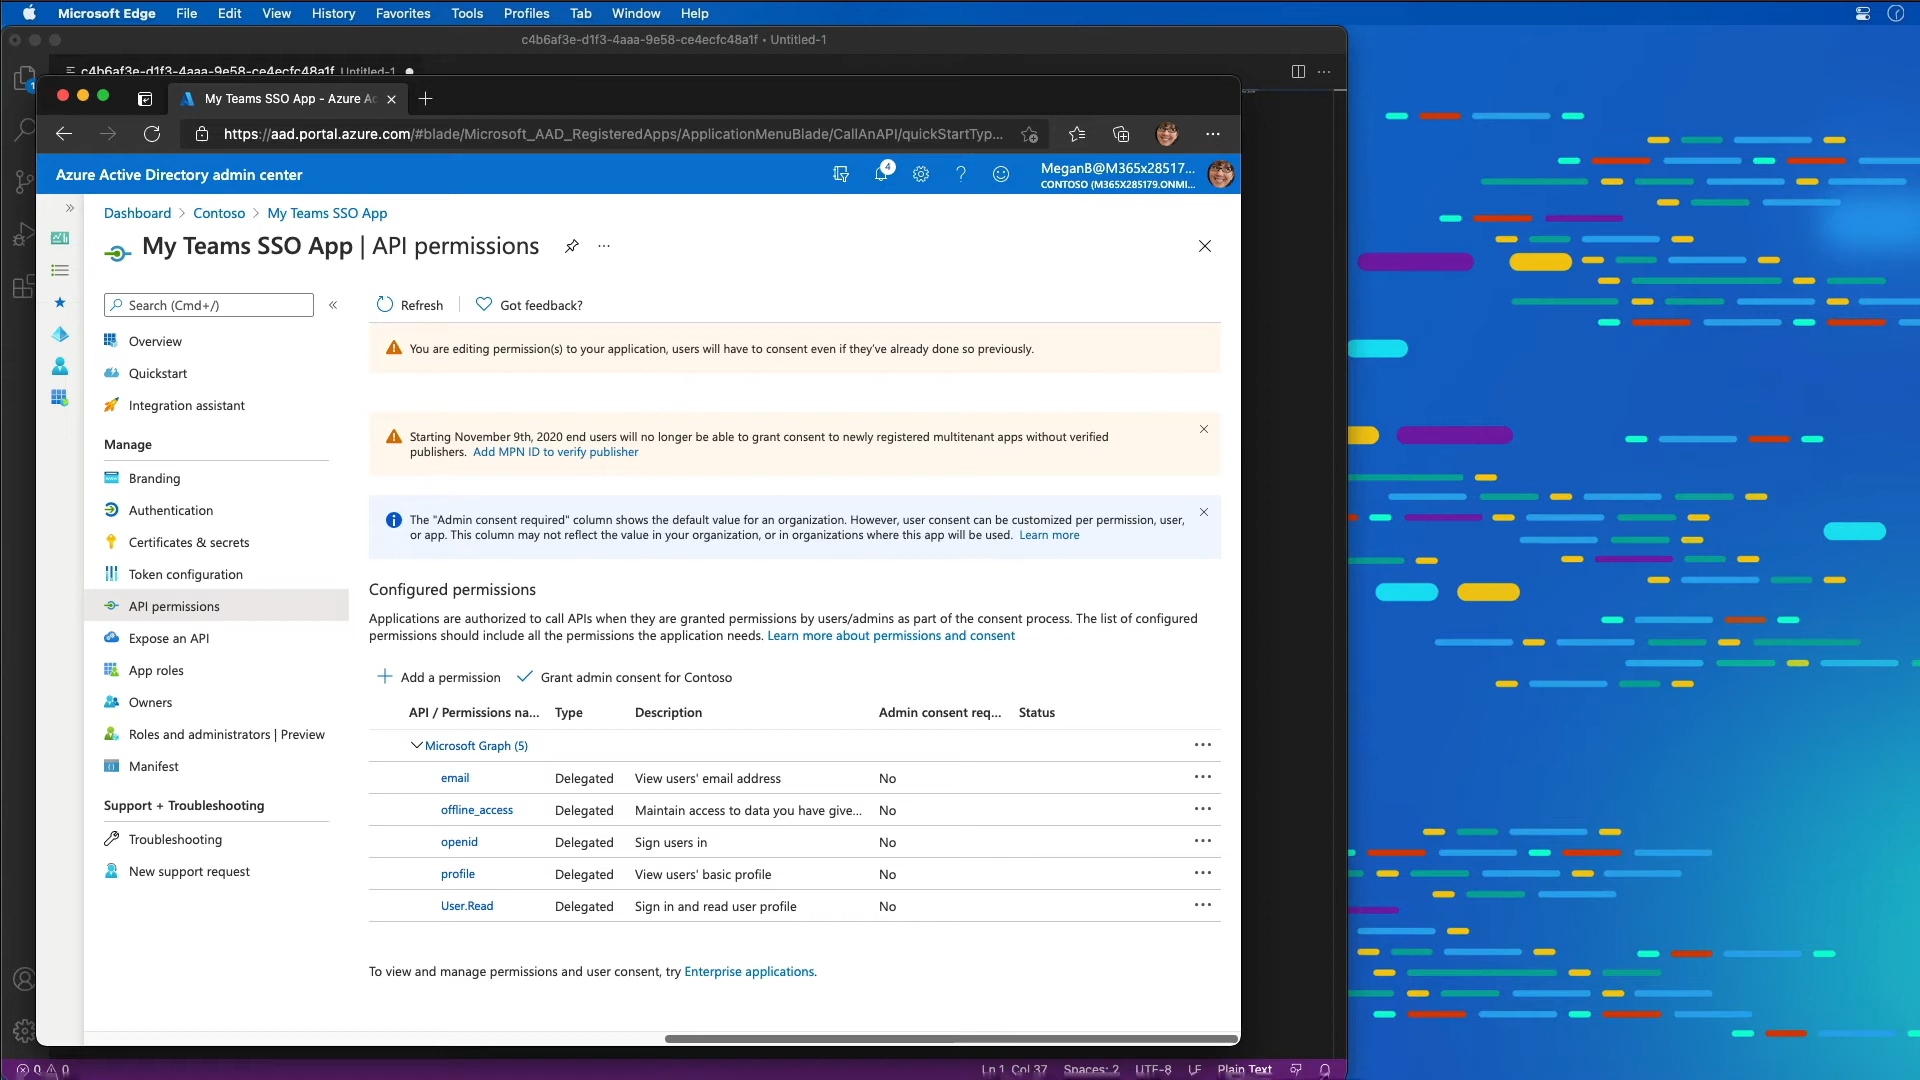 Microsoft Edge File Edit View History Favorites Tools Profiles Tab Window Help
c4b6af3e-d1f3-4aaa-9e58-ce4ecfc48a1f • Untitled-1
c4b6af3e-d1f3-4aaa-9e58-ce4ecfc48a1f Untitled-1
1
My Teams SSO App - Azure Ac
https://aad.portal.azure.com/#blade/Microsoft_AAD_RegisteredApps/ApplicationMenuBlade/CallAnAPI/quickStartTyp...
Azure Active Directory admin center
4
MeganB@M365x28517...
CONTOSO (M365X285179.ONMI...
Dashboard > Contoso > My Teams SSO App
My Teams SSO App | API permissions
Search (Cmd+/)
Overview
Quickstart
Integration assistant
Manage
Branding
Authentication
Certificates & secrets
Token configuration
API permissions
Expose an API
App roles
Owners
Roles and administrators | Preview
Manifest
Support + Troubleshooting
Troubleshooting
New support request
Refresh
Got feedback?
You are editing permission(s) to your application, users will have to consent even if they've already done so previously.
Starting November 9th, 2020 end users will no longer be able to grant consent to newly registered multitenant apps without verified
publishers. Add MPN ID to verify publisher
The "Admin consent required" column shows the default value for an organization. However, user consent can be customized per permission, user,
or app. This column may not reflect the value in your organization, or in organizations where this app will be used. Learn more
Configured permissions
Applications are authorized to call APIs when they are granted permissions by users/admins as part of the consent process. The list of configured
permissions should include all the permissions the application needs. Learn more about permissions and consent
Add a permission
Grant admin consent for Contoso
API / Permissions na... Type Description Admin consent req... Status
Microsoft Graph (5)
email Delegated View users' email address No
offline_access Delegated Maintain access to data you have give... No
openid Delegated Sign users in No
profile Delegated View users' basic profile No
User.Read Delegated Sign in and read user profile No
To view and manage permissions and user consent, try Enterprise applications.
0 0 Ln 1, Col 37 Spaces: 2 UTF-8 LF Plain Text